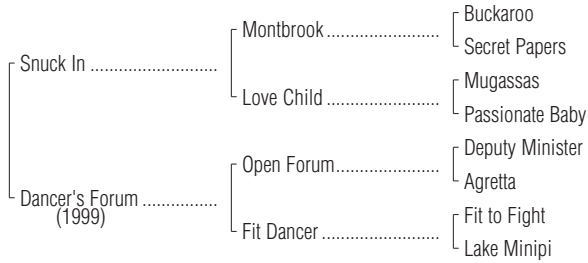 Buckaroo
Montbrook ..........................
Secret Papers
Snuck In .............................
Mugassas
Love Child ..........................
Passionate Baby
Deputy Minister
Open Forum........................
Agretta
Dancer's Forum .................
(1999)
Fit to Fight
Fit Dancer ...........................
Lake Minipi